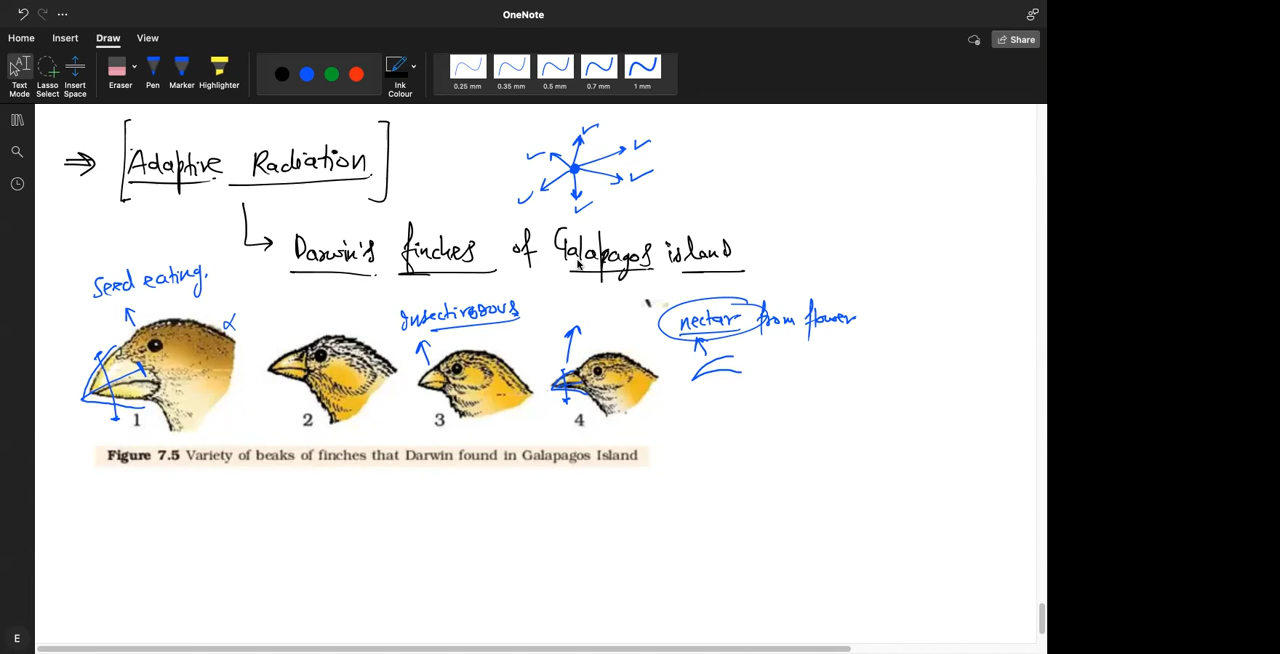 OneNote
Home Insert Draw View
Share
Text Mode
Lasso Select
Insert Space
Eraser
Pen
Marker
Highlighter
Ink Colour
0.25 mm 0.35 mm 0.5 mm 0.7 mm 1 mm
⇒ [Adaptive Radiation]
Darwin's finches of Galapagos island
Seed eating.
Insectivorous
nectar from flower
α
1 2 3 4
Figure 7.5 Variety of beaks of finches that Darwin found in Galapagos Island
E